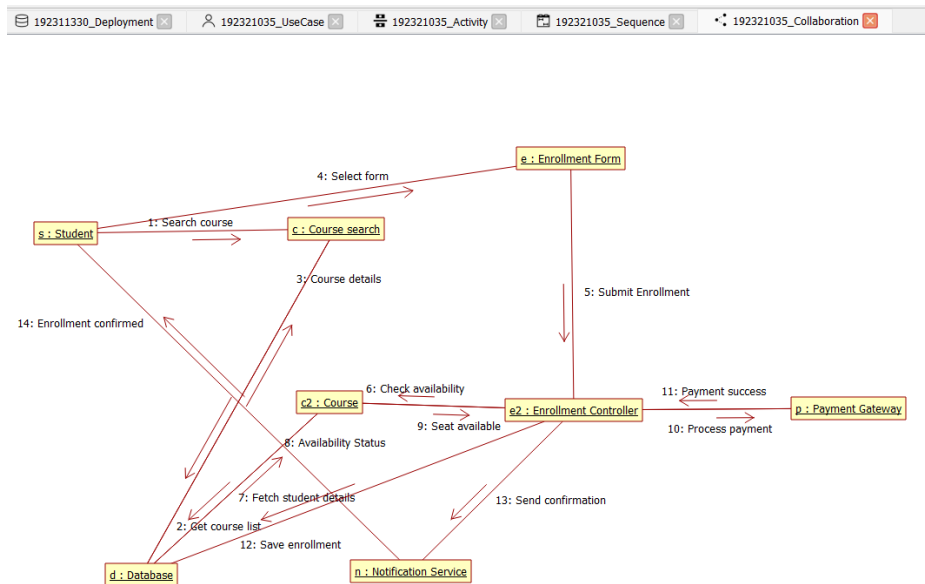 192311330_Deployment
192321035_UseCase
192321035_Activity
192321035_Sequence
192321035_Collaboration
e : Enrollment Form
4: Select form
1: Search course
s : Student
c : Course search
3: Course details
5: Submit Enrollment
14: Enrollment confirmed
6: Check availability
11: Payment success
c2 : Course
e2 : Enrollment Controller
p : Payment Gateway
9: Seat available
10: Process payment
8: Availability Status
7: Fetch student details
13: Send confirmation
2: Get course list
12: Save enrollment
d : Database
n : Notification Service